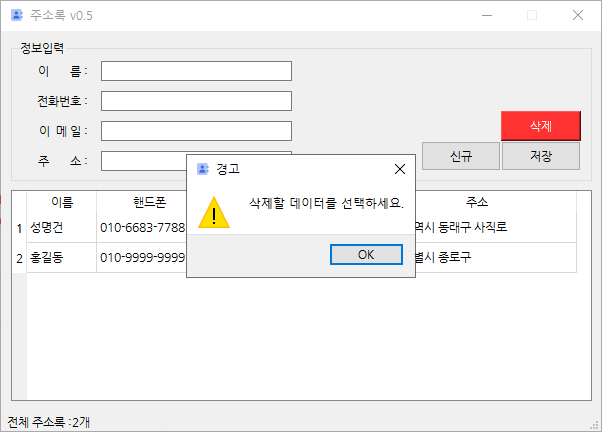 주소록 v0.5
정보입력
이 름 :
전화번호 :
이 메 일 :
주 소 :
삭제
신규
저장
경고
삭제할 데이터를 선택하세요.
OK
이름 핸드폰 주소
1 성명건 010-6683-7788 역시 동래구 사직로
2 홍길동 010-9999-9999 별시 종로구
전체 주소록 :2개